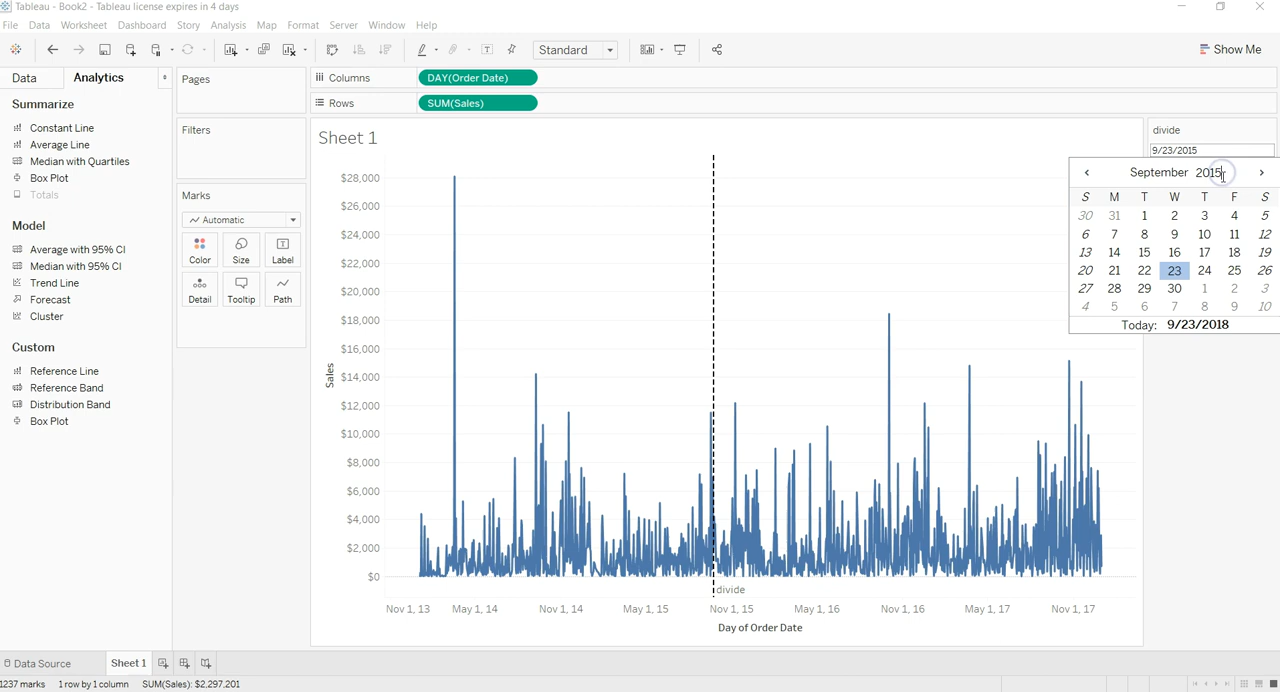 Tableau - Book2 - Tableau license expires in 4 days
File Data Worksheet Dashboard Story Analysis Map Format Server Window Help
Standard
Show Me
Data Analytics
Summarize
Constant Line
Average Line
Median with Quartiles
Box Plot
Totals
Model
Average with 95% CI
Median with 95% CI
Trend Line
Forecast
Cluster
Custom
Reference Line
Reference Band
Distribution Band
Box Plot
Pages
Filters
Marks
Automatic
Color Size Label
Detail Tooltip Path
Columns DAY(Order Date)
Rows SUM(Sales)
Sheet 1
$28,000
$26,000
$24,000
$22,000
$20,000
$18,000
$16,000
$14,000
$12,000
$10,000
$8,000
$6,000
$4,000
$2,000
$0
Sales
divide
Nov 1, 13 May 1, 14 Nov 1, 14 May 1, 15 Nov 1, 15 May 1, 16 Nov 1, 16 May 1, 17 Nov 1, 17
Day of Order Date
divide
9/23/2015
September 2015
S M T W T F S
30 31 1 2 3 4 5
6 7 8 9 10 11 12
13 14 15 16 17 18 19
20 21 22 23 24 25 26
27 28 29 30 1 2 3
4 5 6 7 8 9 10
Today: 9/23/2018
Data Source Sheet 1
1237 marks 1 row by 1 column SUM(Sales): $2,297,201